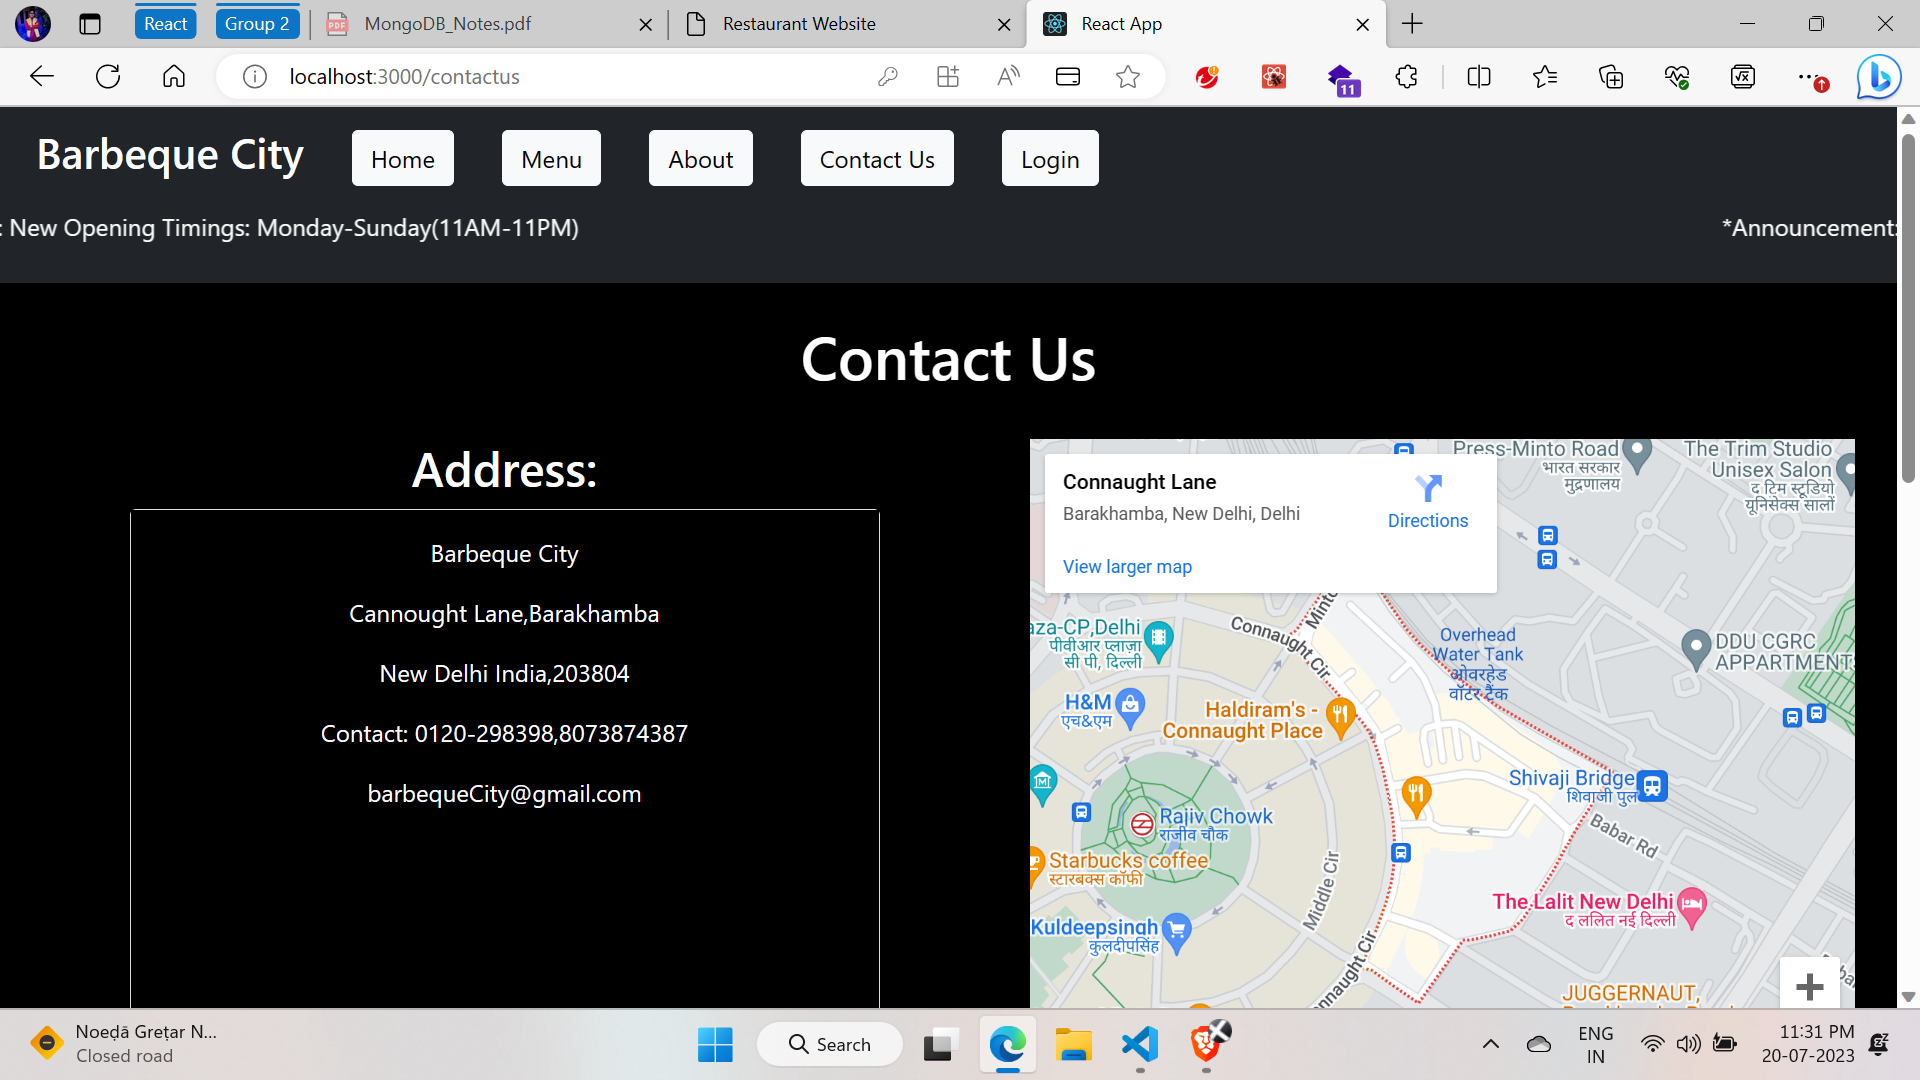 React
Group 2
MongoDB_Notes.pdf
Restaurant Website
React App
localhost:3000/contactus
11
Barbeque City
Home
Menu
About
Contact Us
Login
: New Opening Timings: Monday-Sunday(11AM-11PM)
*Announcement:
Contact Us
Address:
Barbeque City
Cannought Lane,Barakhamba
New Delhi India,203804
Contact: 0120-298398,8073874387
barbequeCity@gmail.com
Connaught Lane
Barakhamba, New Delhi, Delhi
Directions
View larger map
Press-Minto Road
भारत सरकार
मुद्रणालय
The Trim Studio
Unisex Salon
द टिम स्टूडियो
यूनिसेक्स सालों
Minto
Connaught Cir
aza-CP,Delhi
पीवीआर प्लाज़ा
सी पी, दिल्ली
Overhead
Water Tank
ओवरहेड
वॉटर टैंक
DDU CGRC
APPARTMENT
H&M
एच&एम
Haldiram's -
Connaught Place
Shivaji Bridge
शिवाजी पुल
Babar Rd
Rajiv Chowk
राजीव चौक
Starbucks coffee
स्टारबक्स कॉफी
Middle Cir
The Lalit New Delhi
द ललित नई दिल्ली
Kuldeepsingh
कुलदीपसिंह
nnaught Cir
JUGGERNAUT,
Noeḍā Greṭar N...
Closed road
Search
ENG
IN
11:31 PM
20-07-2023